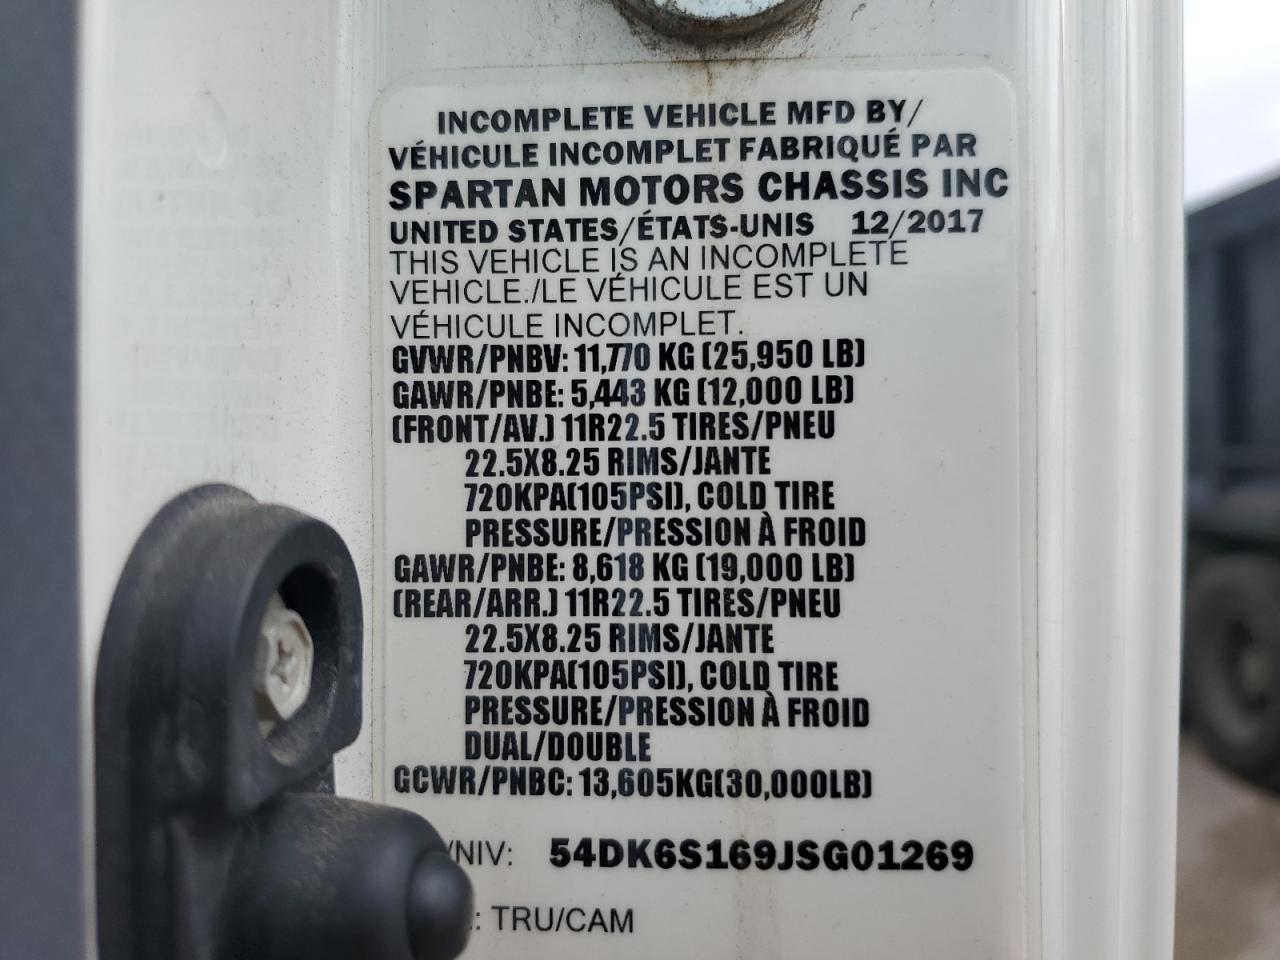 INCOMPLETE VEHICLE MFD BY/
VÉHICULE INCOMPLET FABRIQUÉ PAR
SPARTAN MOTORS CHASSIS INC
UNITED STATES/ÉTATS-UNIS 12/2017
THIS VEHICLE IS AN INCOMPLETE
VEHICLE./LE VÉHICULE EST UN
VÉHICULE INCOMPLET.
GVWR/PNBV: 11,770 KG (25,950 LB)
GAWR/PNBE: 5,443 KG (12,000 LB)
(FRONT/AV.) 11R22.5 TIRES/PNEU
22.5X8.25 RIMS/JANTE
720KPA(105PSI), COLD TIRE
PRESSURE/PRESSION À FROID
GAWR/PNBE: 8,618 KG (19,000 LB)
(REAR/ARR.) 11R22.5 TIRES/PNEU
22.5X8.25 RIMS/JANTE
720KPA(105PSI), COLD TIRE
PRESSURE/PRESSION À FROID
DUAL/DOUBLE
GCWR/PNBC: 13,605KG(30,000LB)
/NIV: 54DK6S169JSG01269
: TRU/CAM